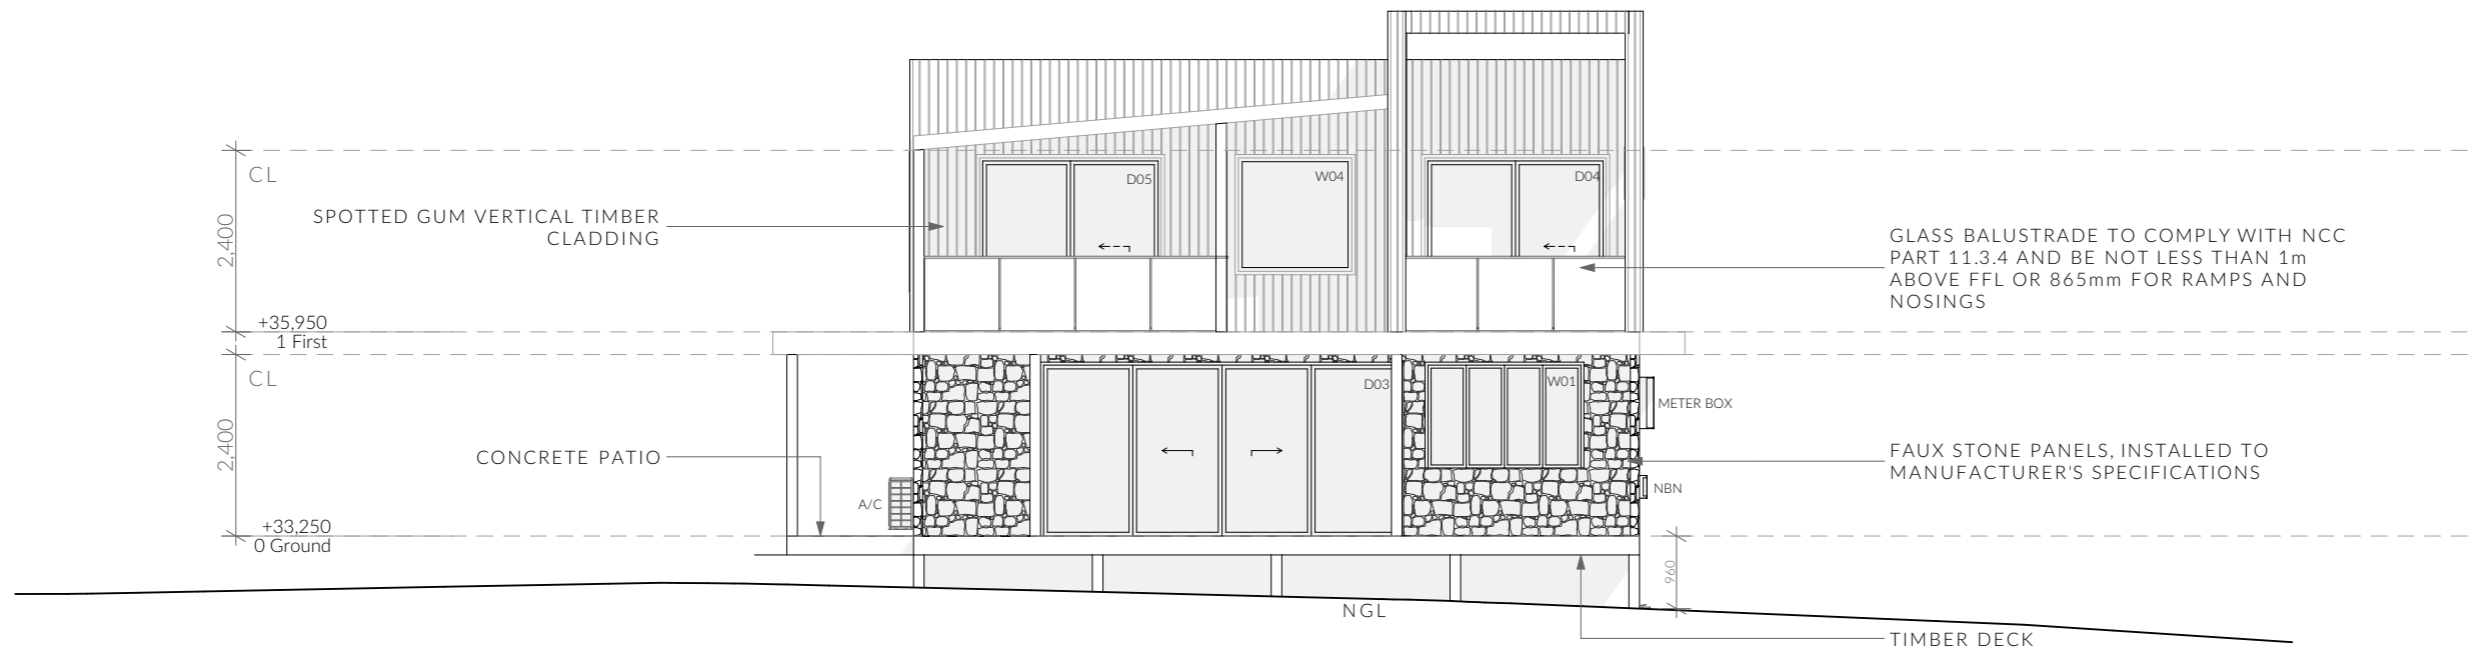 D05
W04
D04
CL
2,400
SPOTTED GUM VERTICAL TIMBER
CLADDING
GLASS BALUSTRADE TO COMPLY WITH NCC
PART 11.3.4 AND BE NOT LESS THAN 1m
ABOVE FFL OR 865mm FOR RAMPS AND
NOSINGS
+35,950
1 First
CL
2,400
D03
W01
METER BOX
CONCRETE PATIO
FAUX STONE PANELS, INSTALLED TO
MANUFACTURER'S SPECIFICATIONS
A/C
NBN
+33,250
0 Ground
960
NGL
TIMBER DECK